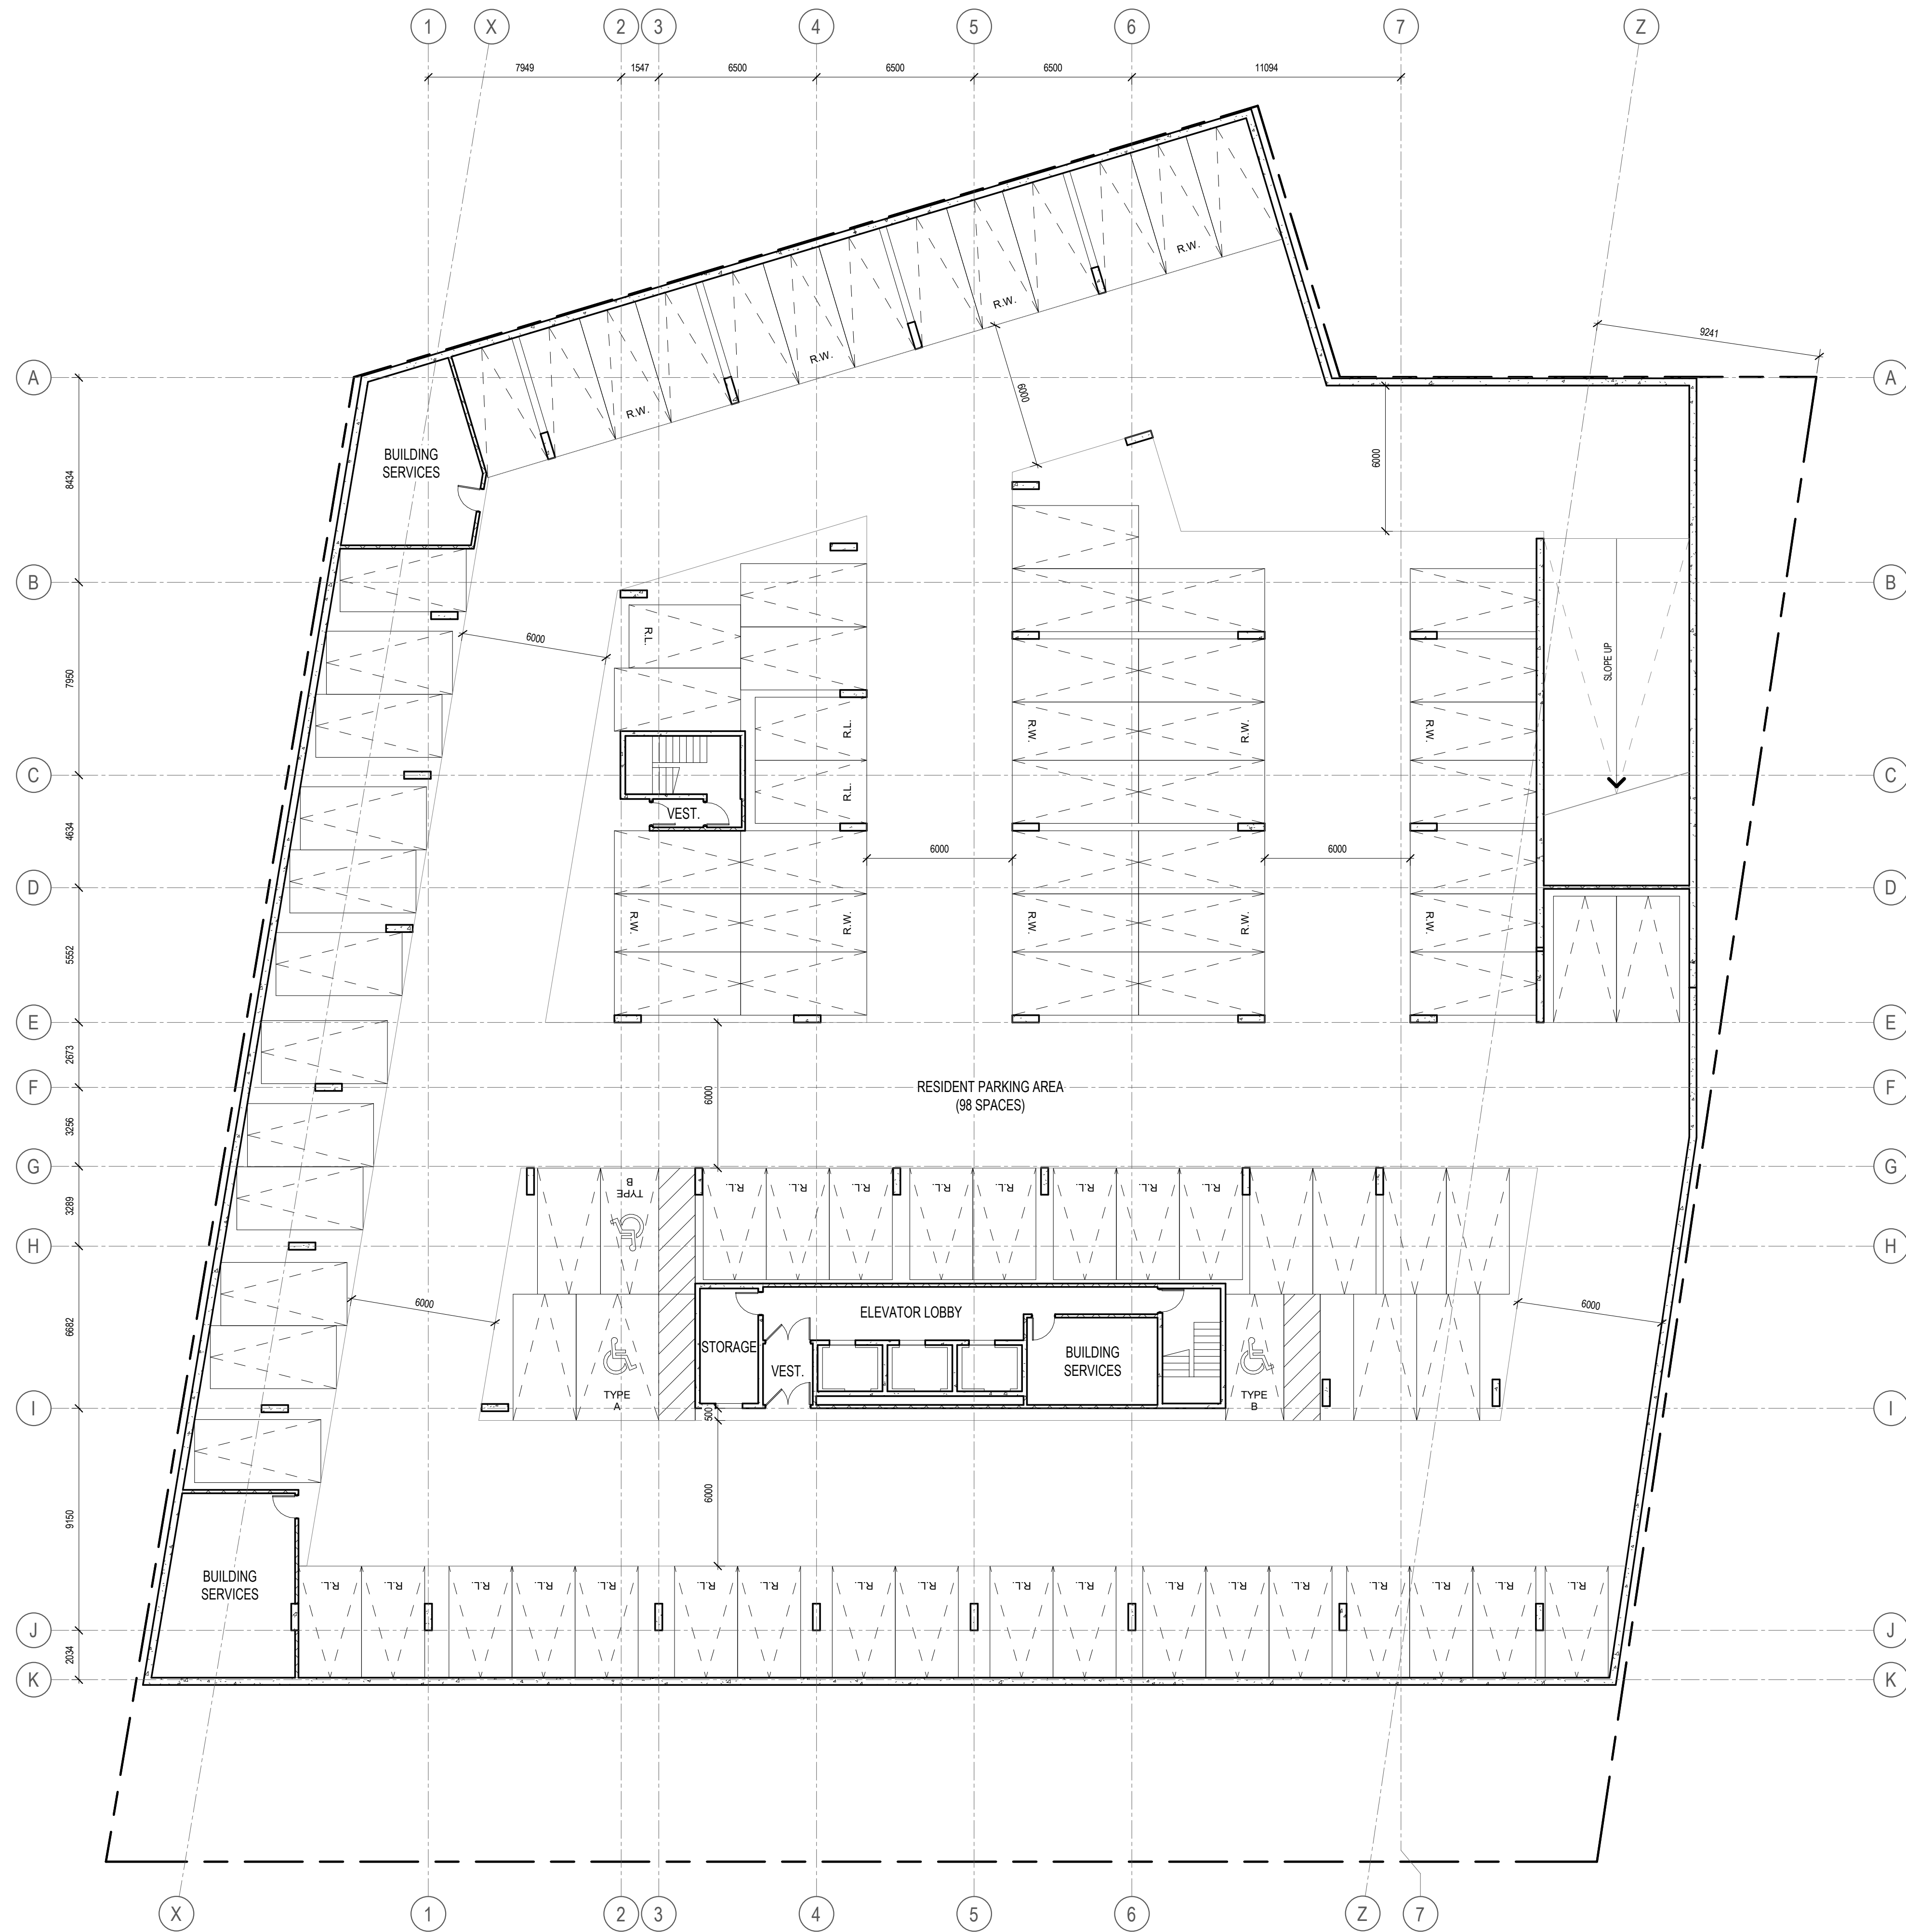 1 X 2 3 4 5 6 7 Z
7949 1547 6500 6500 6500 11094
R.W.
R.W.
9241
R.W.
A A
6000
R.W.
BUILDING
SERVICES
6000
8434
B B
6000
R.L.
7950
SLOPE UP
R.L. R.W. R.W. R.W.
C C
R.L.
VEST.
4634
6000 6000
D D
R.W. R.W. R.W. R.W. R.W.
5552
E E
2673
RESIDENT PARKING AREA
F F
6000
(98 SPACES)
3256
G G
TYPE
B
R.L. R.L. R.L. R.L. R.L. R.L. R.L. R.L.
3289
H H
6000 6000
ELEVATOR LOBBY
6682
STORAGE
BUILDING
SERVICES
VEST.
TYPE
A
TYPE
B
I I
500
6000
9150
BUILDING
SERVICES
R.L. R.L. R.L. R.L. R.L. R.L. R.L. R.L. R.L. R.L. R.L. R.L. R.L. R.L. R.L. R.L. R.L. R.L.
J J
2034
K K
X 1 2 3 4 5 6 Z 7